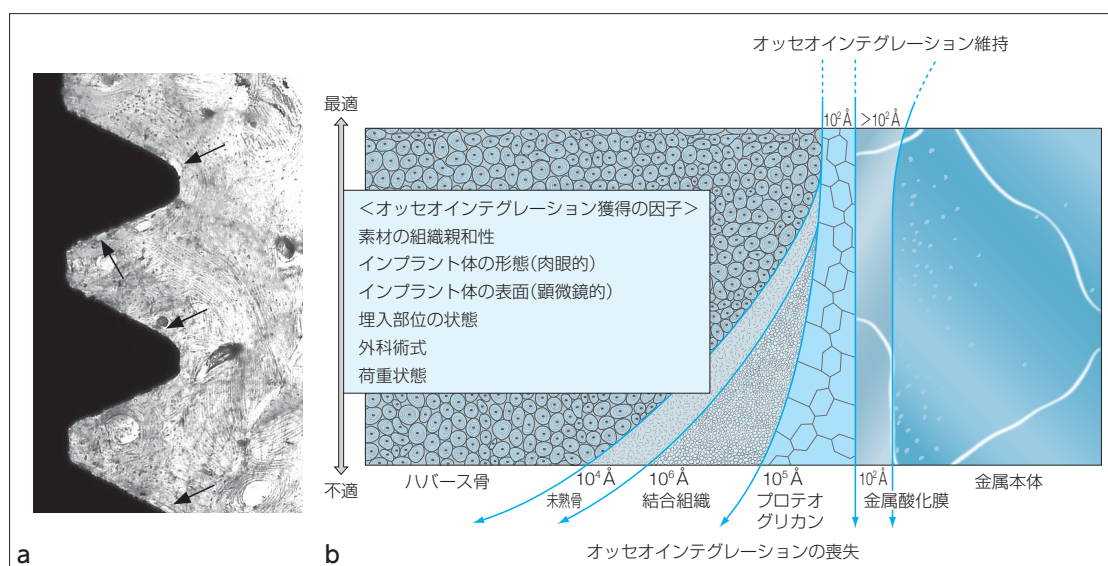 オッセオインテグレーション維持
最適
10²Å
>10²Å
<オッセオインテグレーション獲得の因子>
素材の組織親和性
インプラント体の形態(肉眼的)
インプラント体の表面(顕微鏡的)
埋入部位の状態
外科術式
荷重状態
不適
ハバース骨
10⁴Å
未熟骨
10⁶Å
結合組織
10⁵Å
プロテオ
グリカン
10²Å
金属酸化膜
金属本体
オッセオインテグレーションの喪失
a
b